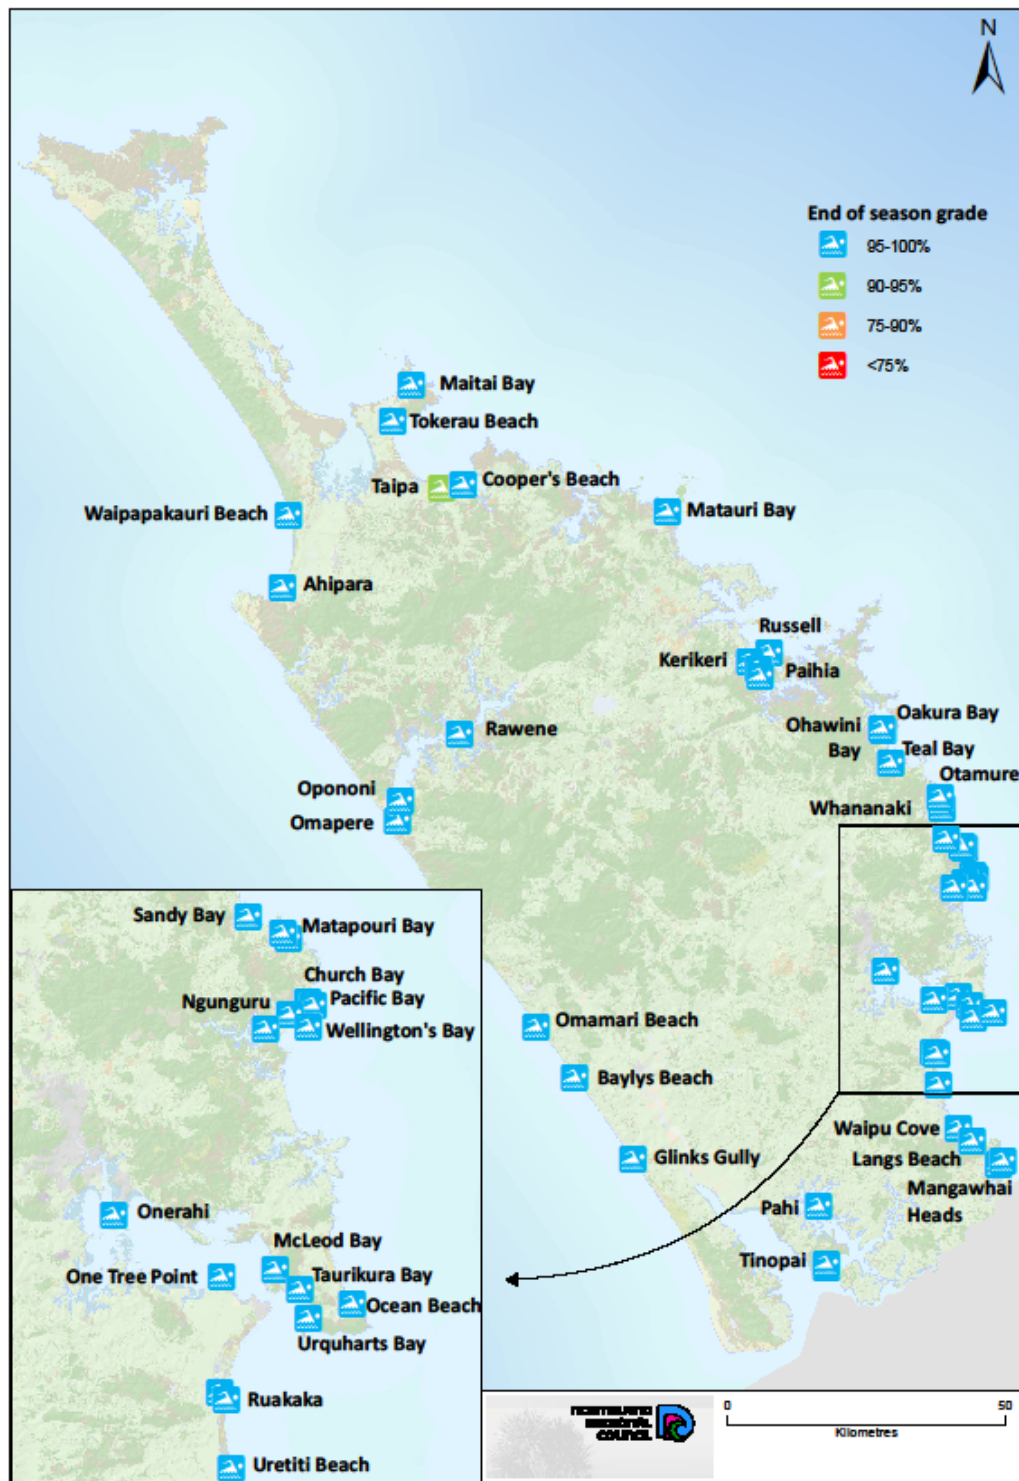 N
End of season grade
95-100%
90-95%
75-90%
<75%
Maitai Bay
Tokerau Beach
Taipa
Cooper's Beach
Waipapakauri Beach
Matauri Bay
Ahipara
Russell
Kerikeri
Paihia
Rawene
Ohawini
Bay
Oakura Bay
Teal Bay
Otamure
Opononi
Omapere
Whananaki
Sandy Bay
Matapouri Bay
Church Bay
Ngunguru
Pacific Bay
Wellington's Bay
Omamari Beach
Baylys Beach
Waipu Cove
Glinks Gully
Langs Beach
Mangawhai
Heads
Pahi
Onerahi
McLeod Bay
Tinopai
One Tree Point
Taurikura Bay
Ocean Beach
Urquharts Bay
Ruakaka
Uretiti Beach
NORTHLAND
REGIONAL
COUNCIL
0
50
Kilometres